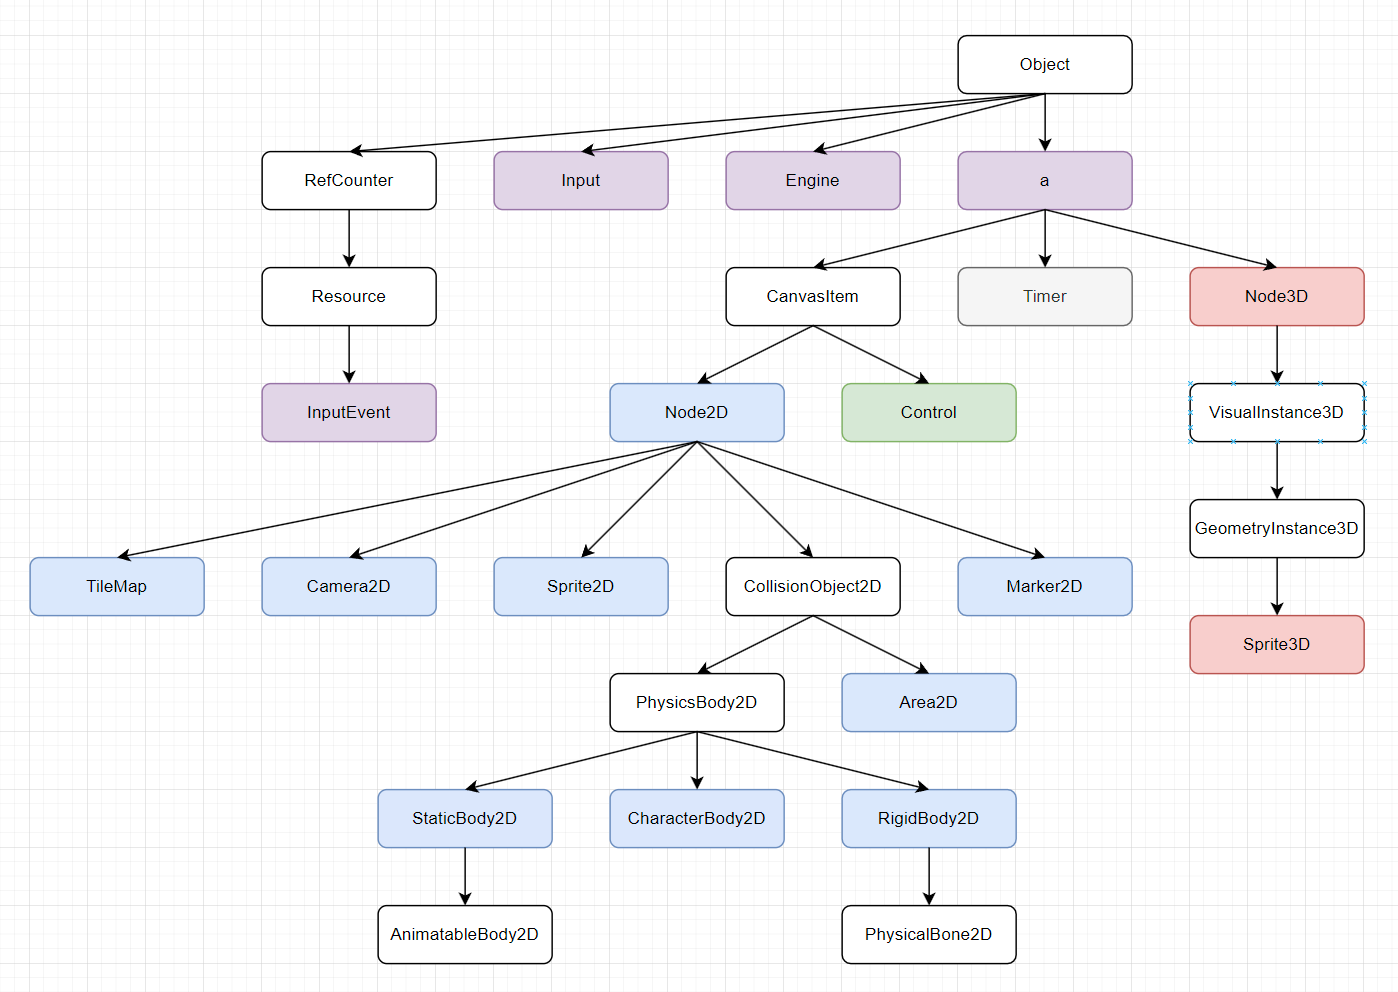 Object
RefCounter
Input
Engine
a
Resource
CanvasItem
Timer
Node3D
InputEvent
Node2D
Control
VisualInstance3D
GeometryInstance3D
TileMap
Camera2D
Sprite2D
CollisionObject2D
Marker2D
Sprite3D
PhysicsBody2D
Area2D
StaticBody2D
CharacterBody2D
RigidBody2D
AnimatableBody2D
PhysicalBone2D